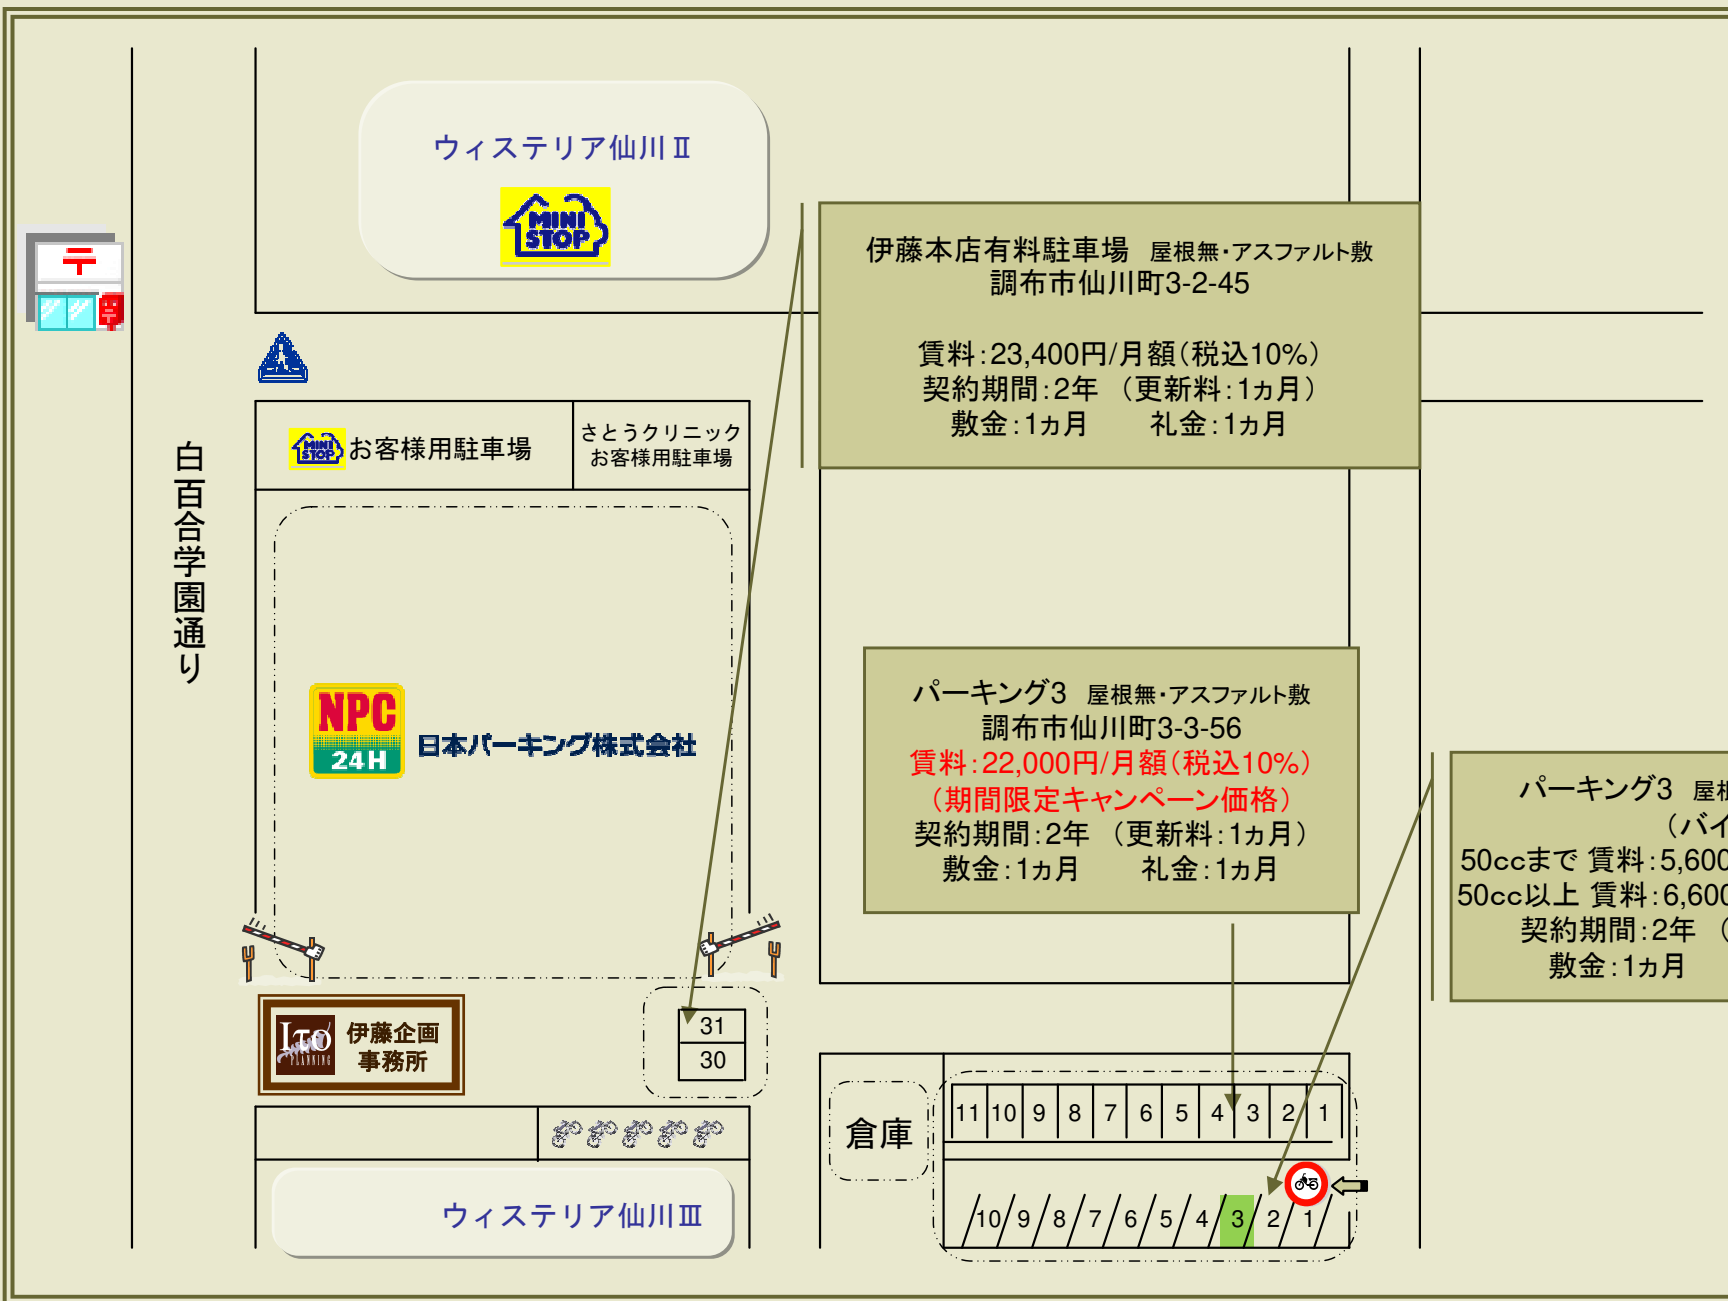 ウィステリア仙川Ⅱ
MINI
STOP
伊藤本店有料駐車場 屋根無・アスファルト敷
調布市仙川町3-2-45
賃料:23,400円/月額(税込10%)
契約期間:2年 (更新料:1ヵ月)
敷金:1ヵ月 礼金:1ヵ月
MINI
STOP
お客様用駐車場
さとうクリニック
お客様用駐車場
白百合学園通り
NPC
24H
日本パーキング株式会社
パーキング3 屋根無・アスファルト敷
調布市仙川町3-3-56
賃料:22,000円/月額(税込10%)
(期間限定キャンペーン価格)
契約期間:2年 (更新料:1ヵ月)
敷金:1ヵ月 礼金:1ヵ月
パーキング3 屋根
(バイ
50ccまで 賃料:5,600
50cc以上 賃料:6,600
契約期間:2年 (
敷金:1ヵ月
ITO
PLANNING
伊藤企画
事務所
31
30
倉庫
11 10 9 8 7 6 5 4 3 2 1
10 9 8 7 6 5 4 3 2 1
ウィステリア仙川Ⅲ